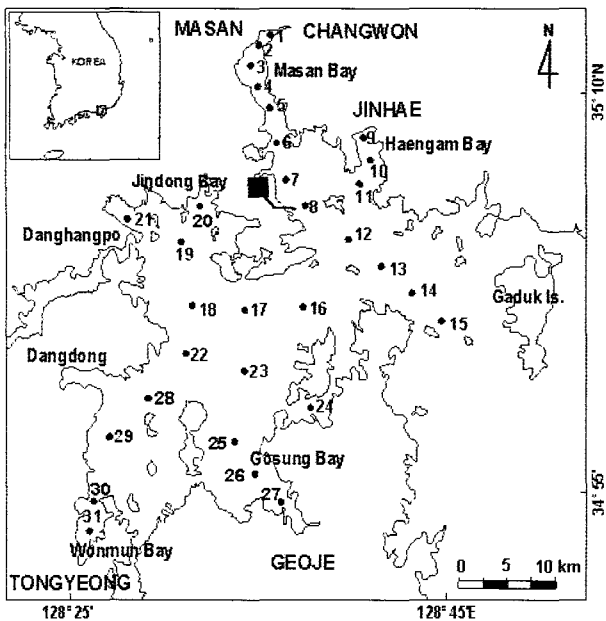 MASAN
CHANGWON
KOREA
N
1
2
3
Masan Bay
4
5
35° 10'N
JINHAE
6
9
Haengam Bay
10
7
11
Jindong Bay
8
20
21
Danghangpo
19
12
13
14
Gaduk Is.
18
17
16
15
22
Dangdong
23
28
24
29
25
Gosung Bay
26
27
30
31
34° 55'
Wonmun Bay
GEOJE
TONGYEONG
0 5 10 km
128° 25'
128° 45'E